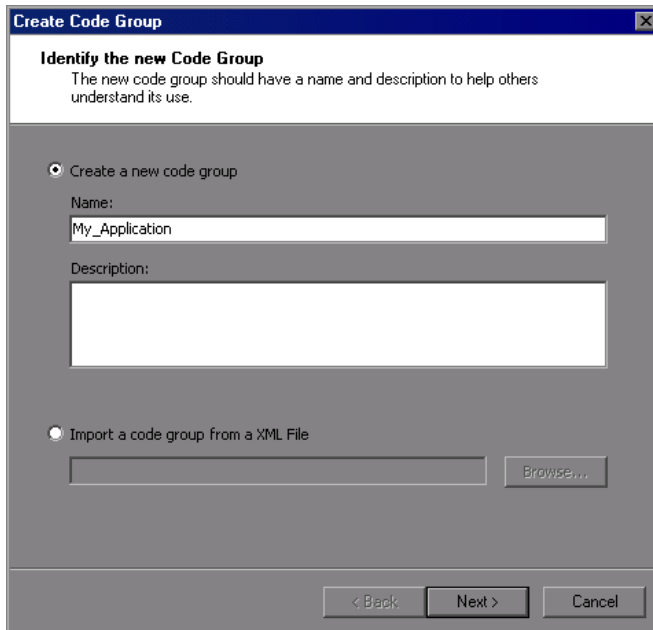 Create Code Group
Identify the new Code Group
The new code group should have a name and description to help others
understand its use.
Create a new code group
Name:
My_Application
Description:
Import a code group from a XML File
Browse...
< Back
Next >
Cancel